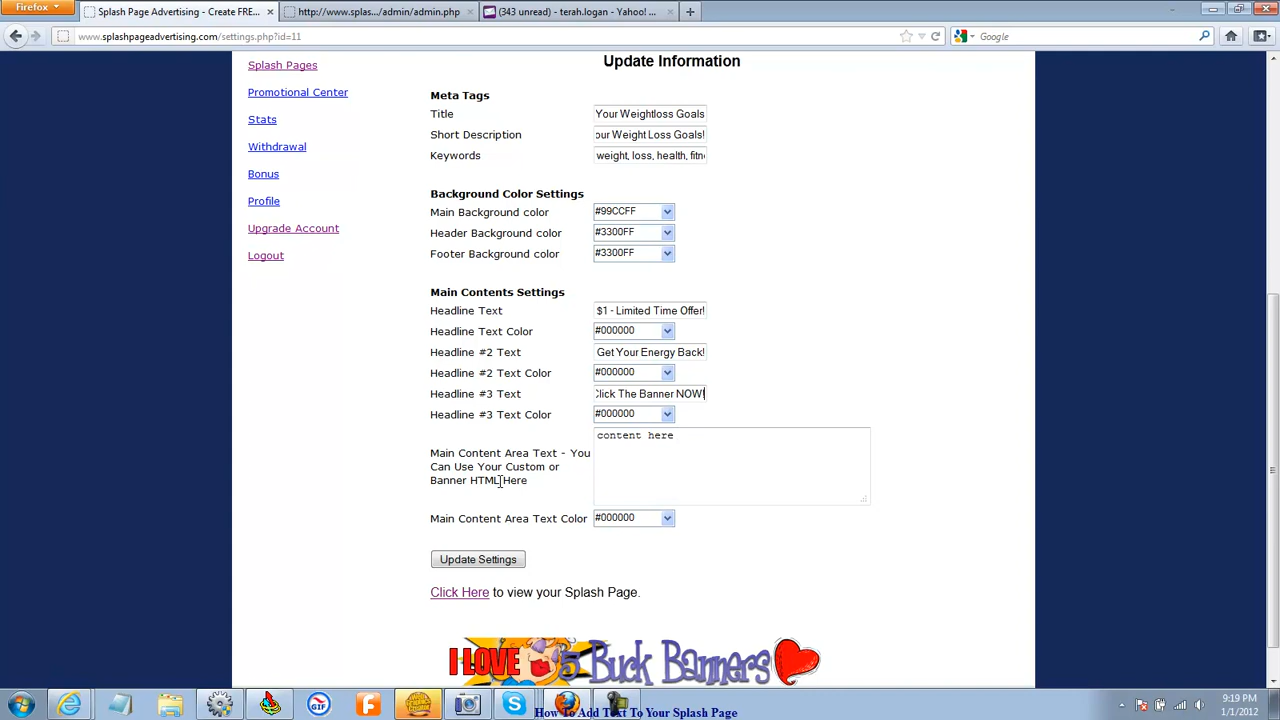 Firefox
Splash Page Advertising - Create FRE...
http://www.splas.../admin/admin.php
(343 unread) - terah.logan - Yahoo! ...
www.splashpageadvertising.com/settings.php?id=11
Google
Update Information
Splash Pages
Promotional Center
Stats
Withdrawal
Bonus
Profile
Upgrade Account
Logout
Meta Tags
Title Your Weightloss Goals
Short Description our Weight Loss Goals!
Keywords weight, loss, health, fitn
Background Color Settings
Main Background color #99CCFF
Header Background color #3300FF
Footer Background color #3300FF
Main Contents Settings
Headline Text $1 - Limited Time Offer!
Headline Text Color #000000
Headline #2 Text Get Your Energy Back!
Headline #2 Text Color #000000
Headline #3 Text Click The Banner NOW!
Headline #3 Text Color #000000
content here
Main Content Area Text - You
Can Use Your Custom or
Banner HTML Here
Main Content Area Text Color #000000
Update Settings
Click Here to view your Splash Page.
I LOVE 5 Buck Banners
GIF
How To Add Text To Your Splash Page
9:19 PM
1/1/2012